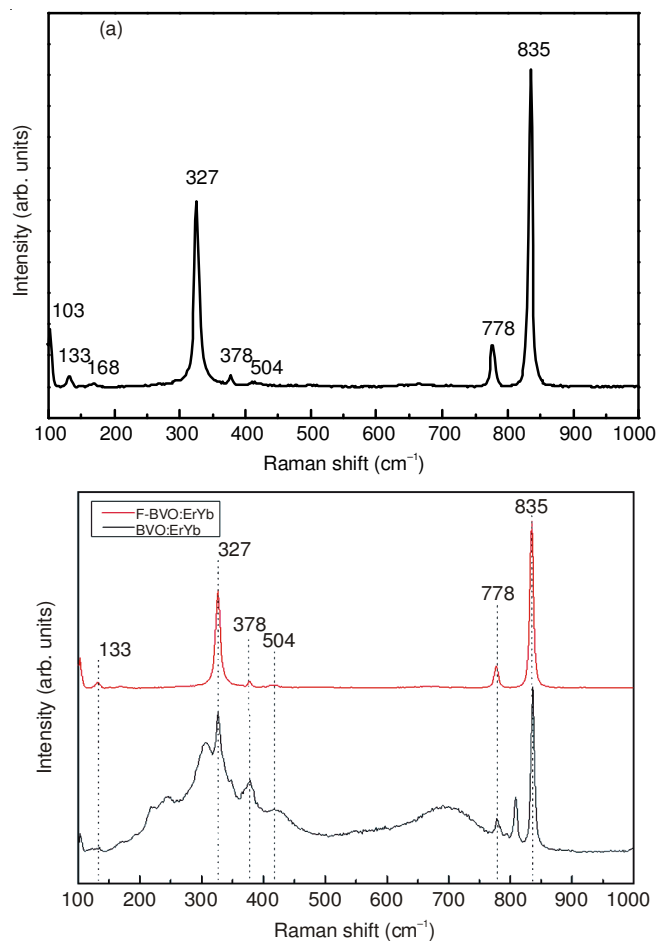 (a)
835
327
103
133
168
378
504
778
Intensity (arb. units)
100 200 300 400 500 600 700 800 900 1000
Raman shift (cm⁻¹)
F-BVO:ErYb
BVO:ErYb
835
327
778
378
504
133
Intensity (arb. units)
100 200 300 400 500 600 700 800 900 1000
Raman shift (cm⁻¹)